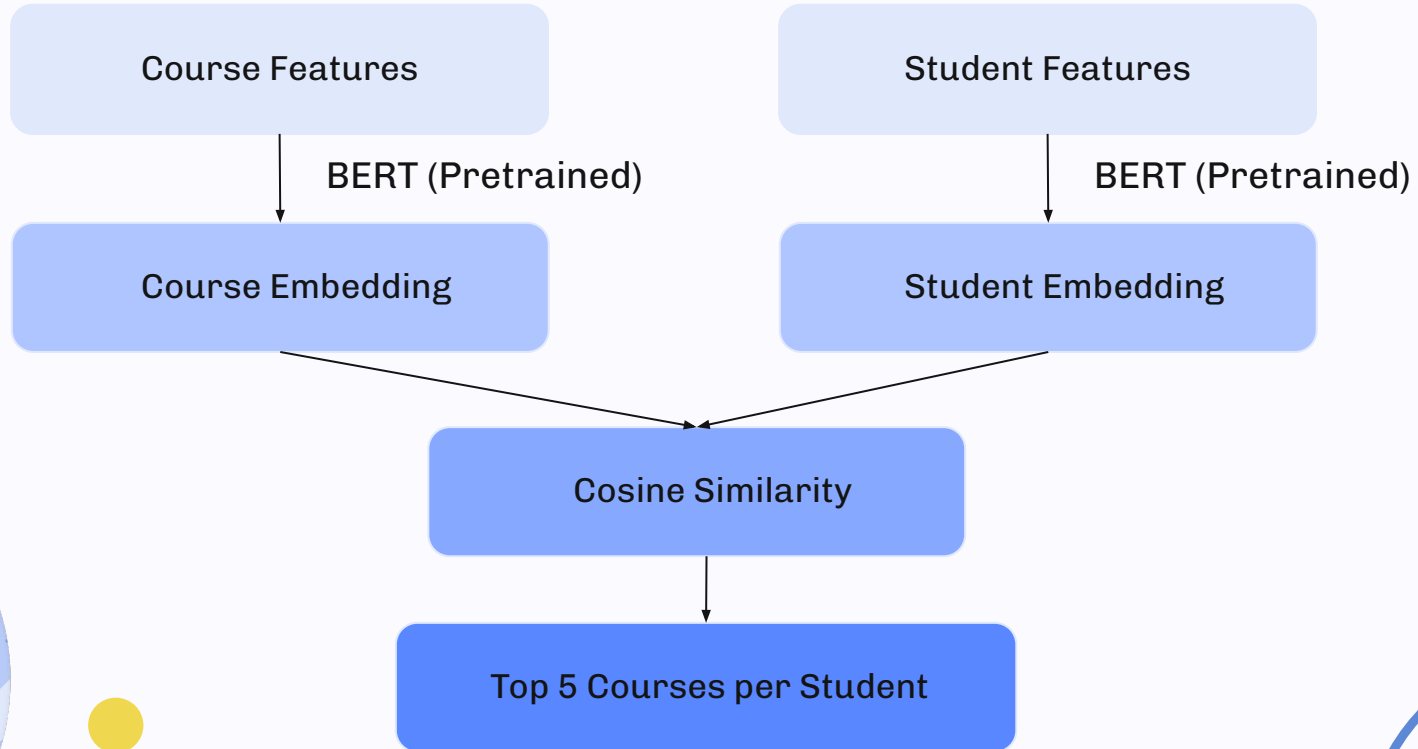 Course Features
Student Features
BERT (Pretrained)
BERT (Pretrained)
Course Embedding
Student Embedding
Cosine Similarity
Top 5 Courses per Student